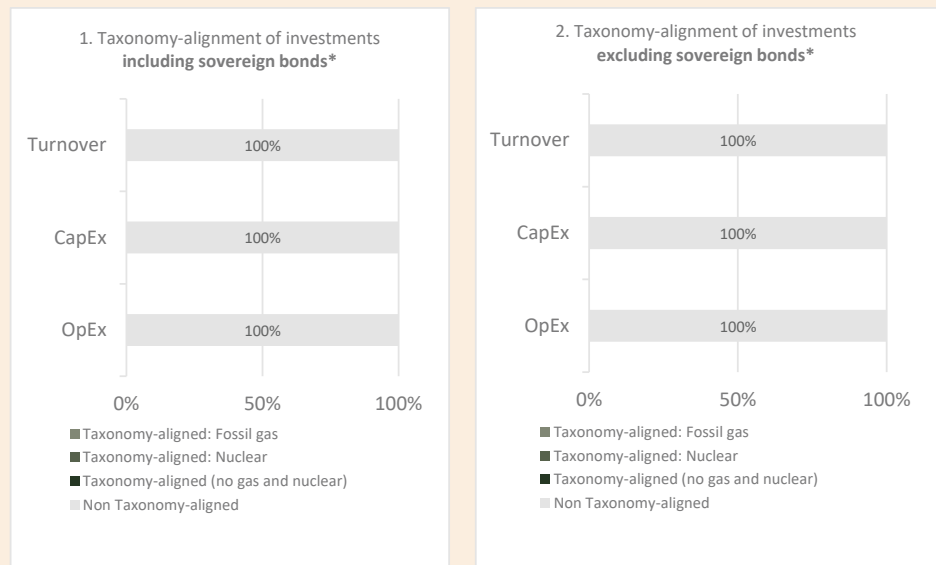 1. Taxonomy-alignment of investments
including sovereign bonds*
Turnover
100%
CapEx
100%
OpEx
100%
0%
50%
100%
Taxonomy-aligned: Fossil gas
Taxonomy-aligned: Nuclear
Taxonomy-aligned (no gas and nuclear)
Non Taxonomy-aligned
2. Taxonomy-alignment of investments
excluding sovereign bonds*
Turnover
100%
CapEx
100%
OpEx
100%
0%
50%
100%
Taxonomy-aligned: Fossil gas
Taxonomy-aligned: Nuclear
Taxonomy-aligned (no gas and nuclear)
Non Taxonomy-aligned